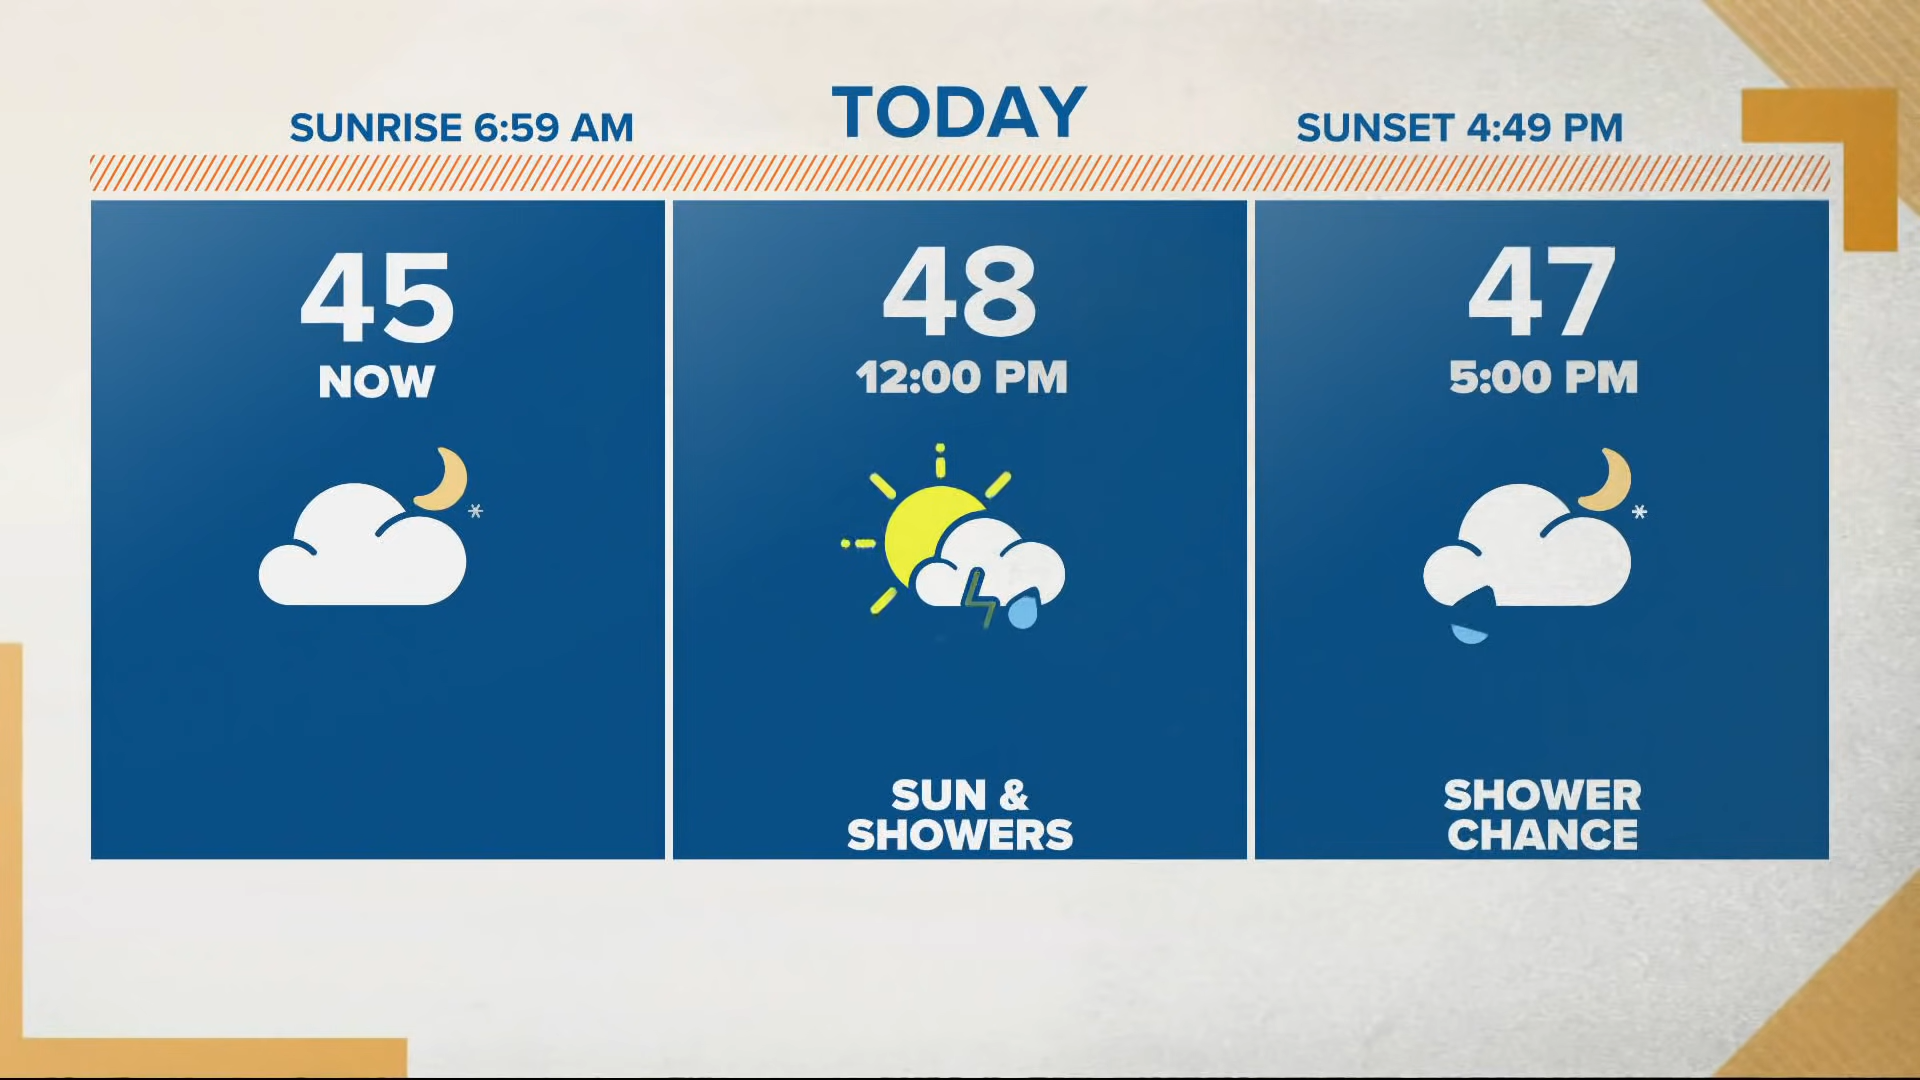 SUNRISE 6:59 AM
TODAY
SUNSET 4:49 PM
45
NOW
48
12:00 PM
SUN &
SHOWERS
47
5:00 PM
SHOWER
CHANCE